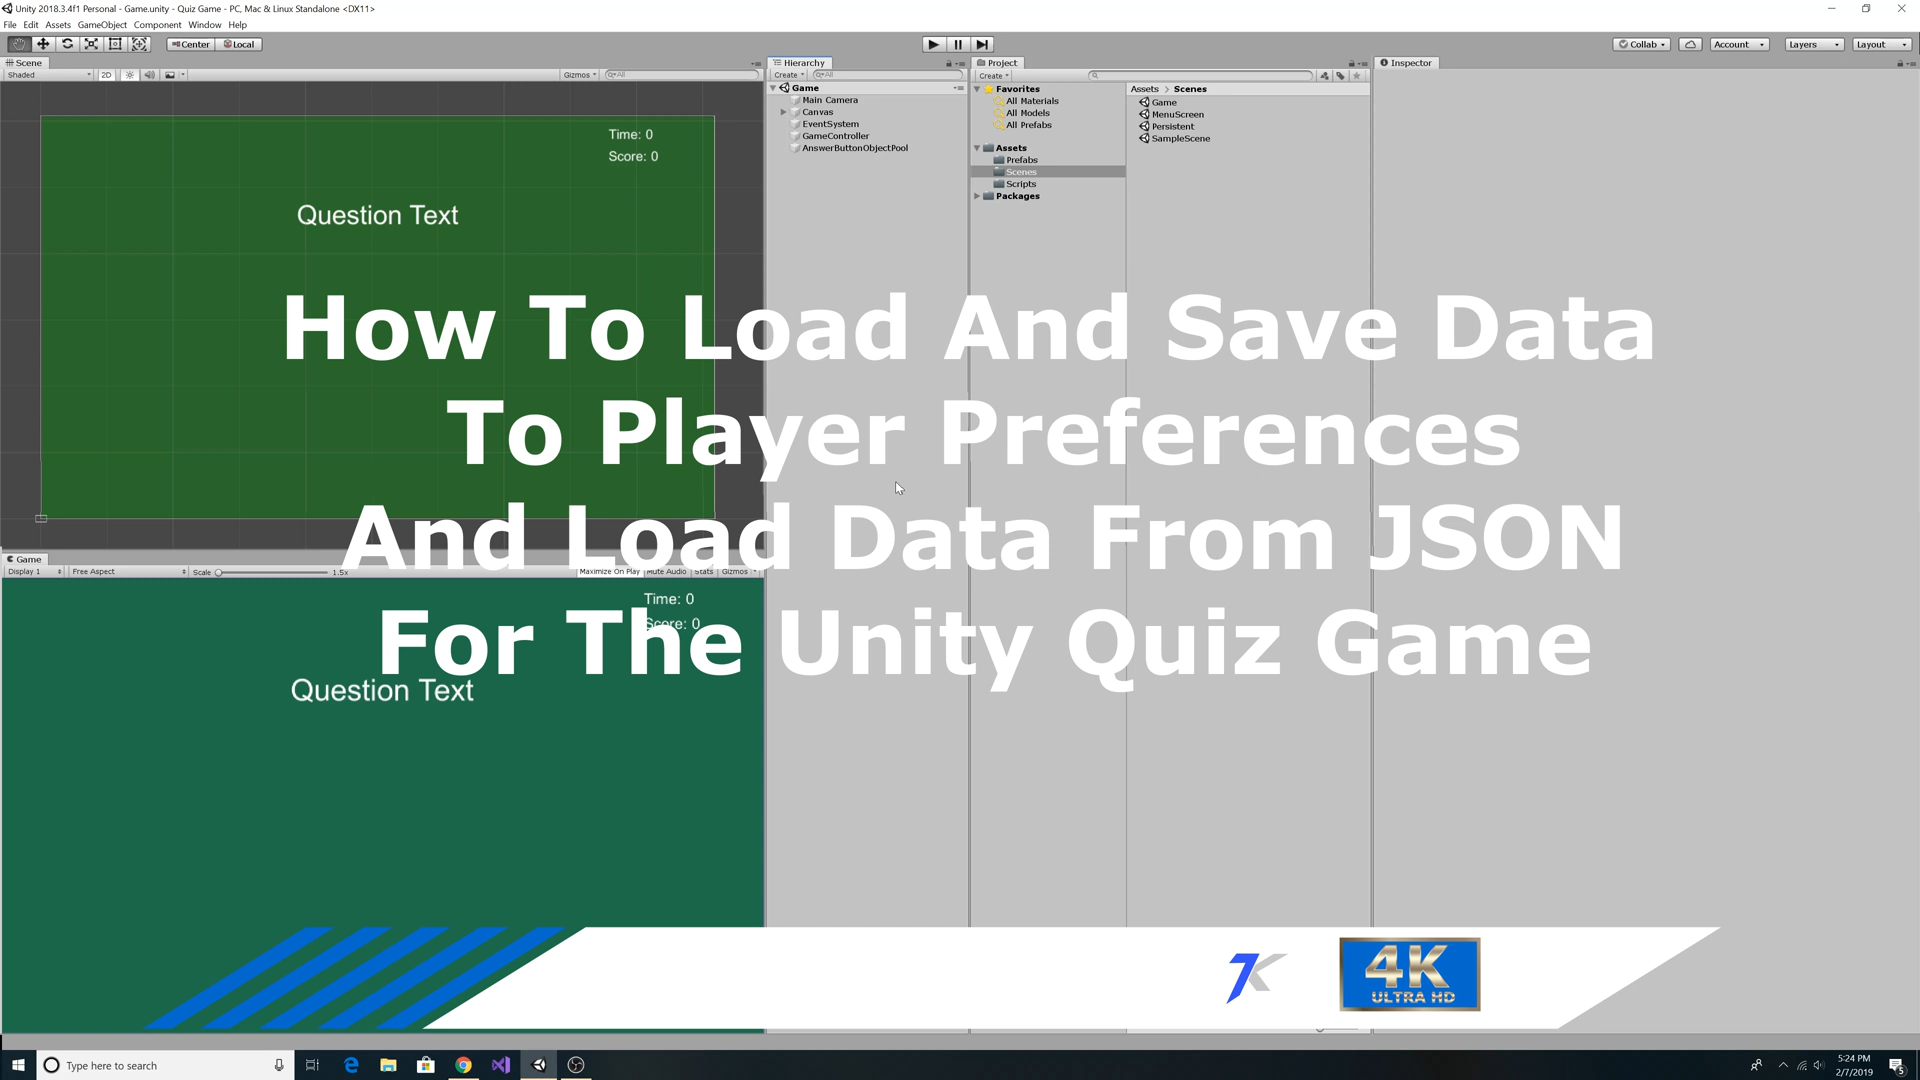 Unity 2018.3.4f1 Personal - Game.unity - Quiz Game - PC, Mac & Linux Standalone <DX11>
File Edit Assets GameObject Component Window Help
Center Local
Collab Account Layers Layout
Scene
Hierarchy
Project
Inspector
Shaded 2D Gizmos All
Create All
Create
Game
Main Camera
Canvas
EventSystem
GameController
AnswerButtonObjectPool
Favorites
All Materials
All Models
All Prefabs
Assets
Prefabs
Scenes
Scripts
Packages
Assets > Scenes
Game
MenuScreen
Persistent
SampleScene
Time: 0
Score: 0
Question Text
How To Load And Save Data
To Player Preferences
And Load Data From JSON
For The Unity Quiz Game
Game
Display 1 Free Aspect Scale 1.5x Maximize On Play Mute Audio Stats Gizmos
Time: 0
Score: 0
Question Text
7K
4K
ULTRA HD
Type here to search
5:24 PM
2/7/2019
5